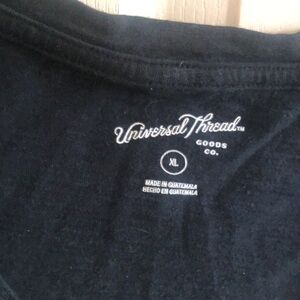 Universal Thread™
GOODS
CO.
XL
MADE IN GUATEMALA
HECHO EN GUATEMALA